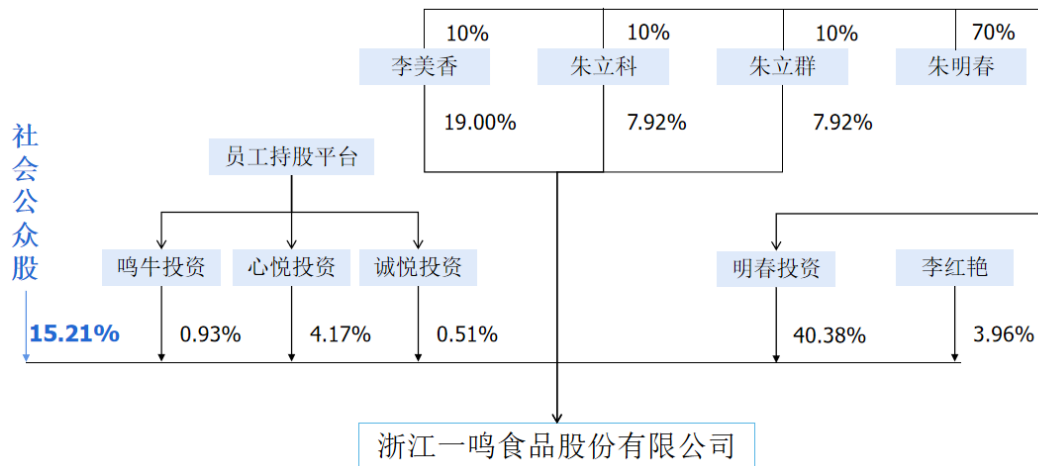 10% 10% 10% 70%
李美香 朱立科 朱立群 朱明春
19.00% 7.92% 7.92%
社会公众股
员工持股平台
鸣牛投资 心悦投资 诚悦投资 明春投资 李红艳
15.21% 0.93% 4.17% 0.51% 40.38% 3.96%
浙江一鸣食品股份有限公司